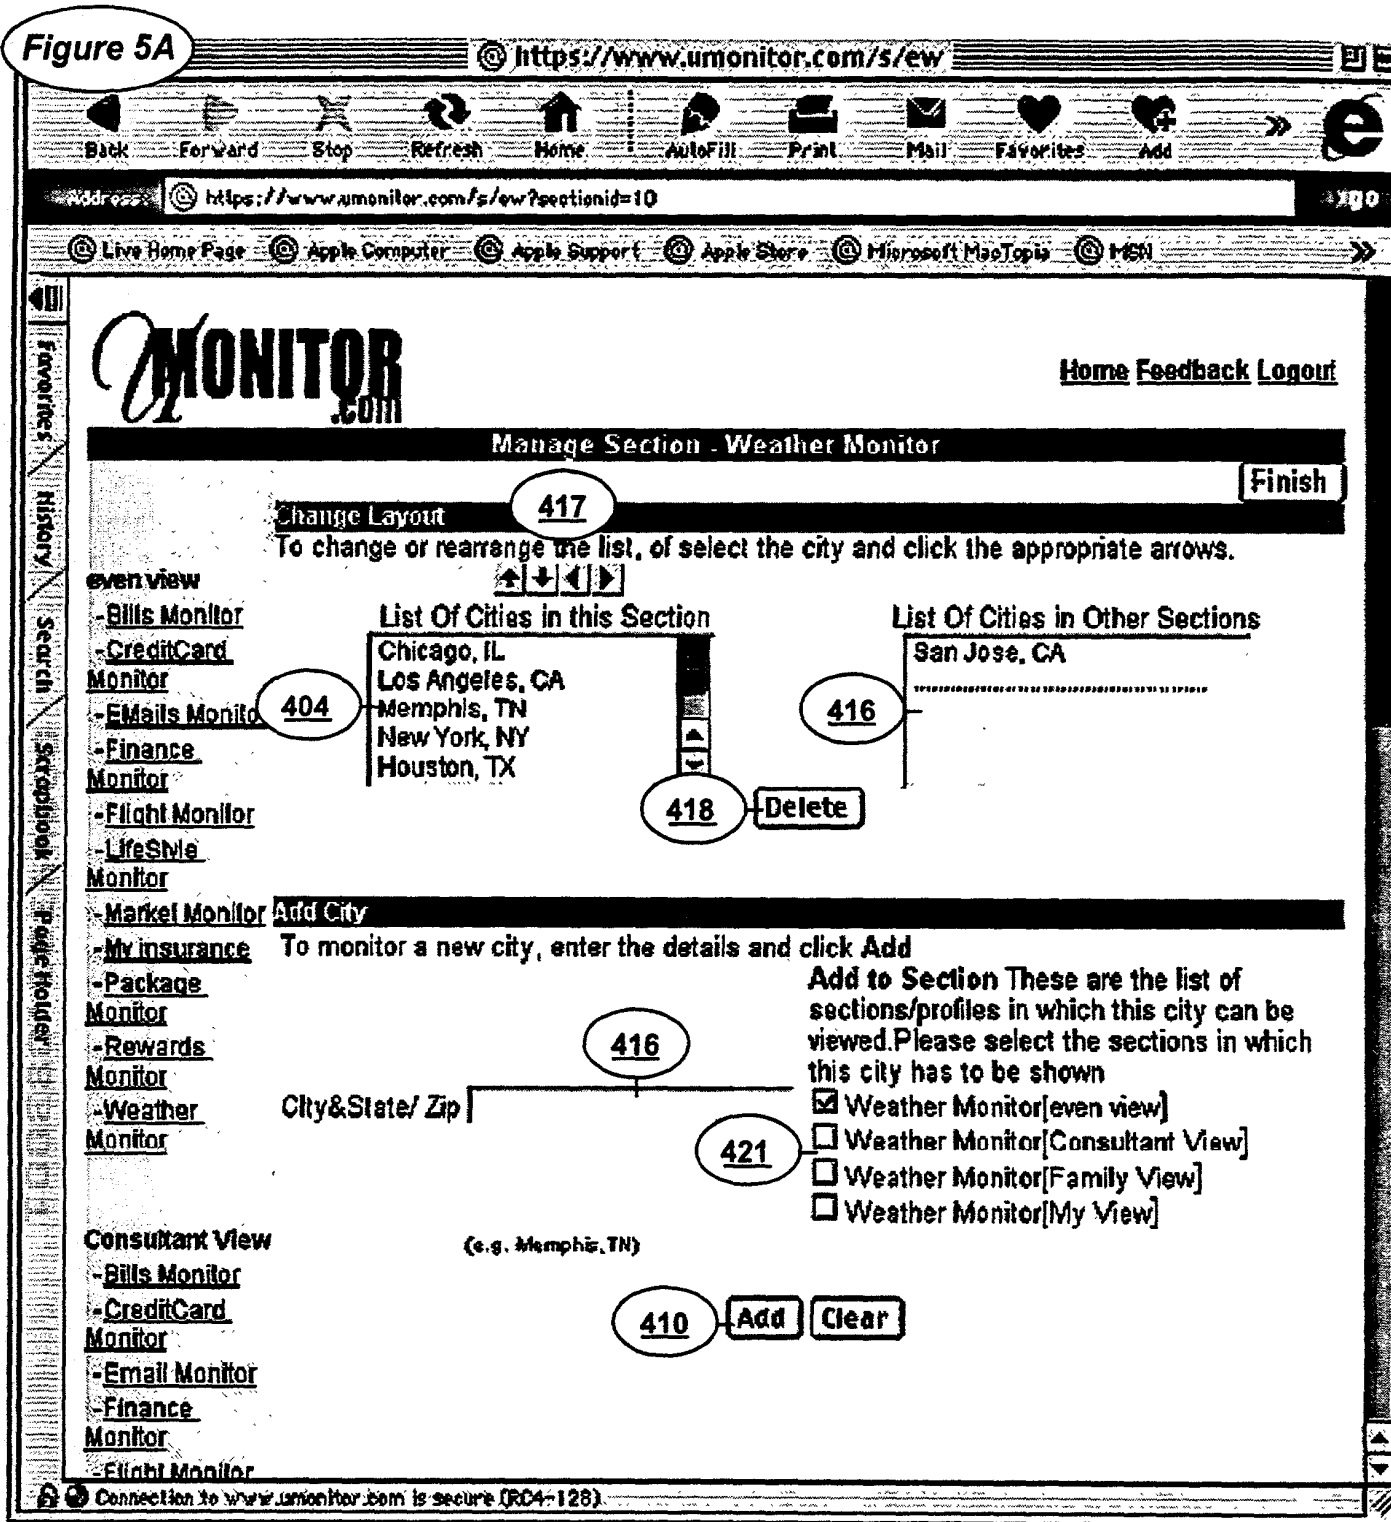 Figure 5A
https://www.umonitor.com/s/ew
Back Forward Stop Refresh Home AutoFill Print Mail Favorites Add
Address https://www.umonitor.com/s/ew?sectionid=10 go
Live Home Page Apple Computer Apple Support Apple Store Microsoft MacTopia MSN
Favorites
History
Search
Scrapbook
Page Holder
UMONITOR
.com
Home Feedback Logout
Manage Section - Weather Monitor
Finish
417
Change Layout
To change or rearrange the list, of select the city and click the appropriate arrows.
List Of Cities in this Section
Chicago, IL
Los Angeles, CA
Memphis, TN
New York, NY
Houston, TX
404
List Of Cities in Other Sections
San Jose, CA
416
418 Delete
even view
-Bills Monitor
-CreditCard
Monitor
-EMails Monito
-Finance
Monitor
-Flight Monitor
-LifeStyle
Monitor
-Market Monitor
-My insurance
-Package
Monitor
-Rewards
Monitor
-Weather
Monitor
Consultant View
-Bills Monitor
-CreditCard
Monitor
-Email Monitor
-Finance
Monitor
-Flight Monitor
Add City
To monitor a new city, enter the details and click Add
Add to Section These are the list of
sections/profiles in which this city can be
viewed.Please select the sections in which
this city has to be shown
416
City&State/ Zip
Weather Monitor[even view]
421
Weather Monitor[Consultant View]
Weather Monitor[Family View]
Weather Monitor[My View]
(e.g. Memphis,TN)
410 Add Clear
Connection to www.umonitor.com is secure (RC4-128)